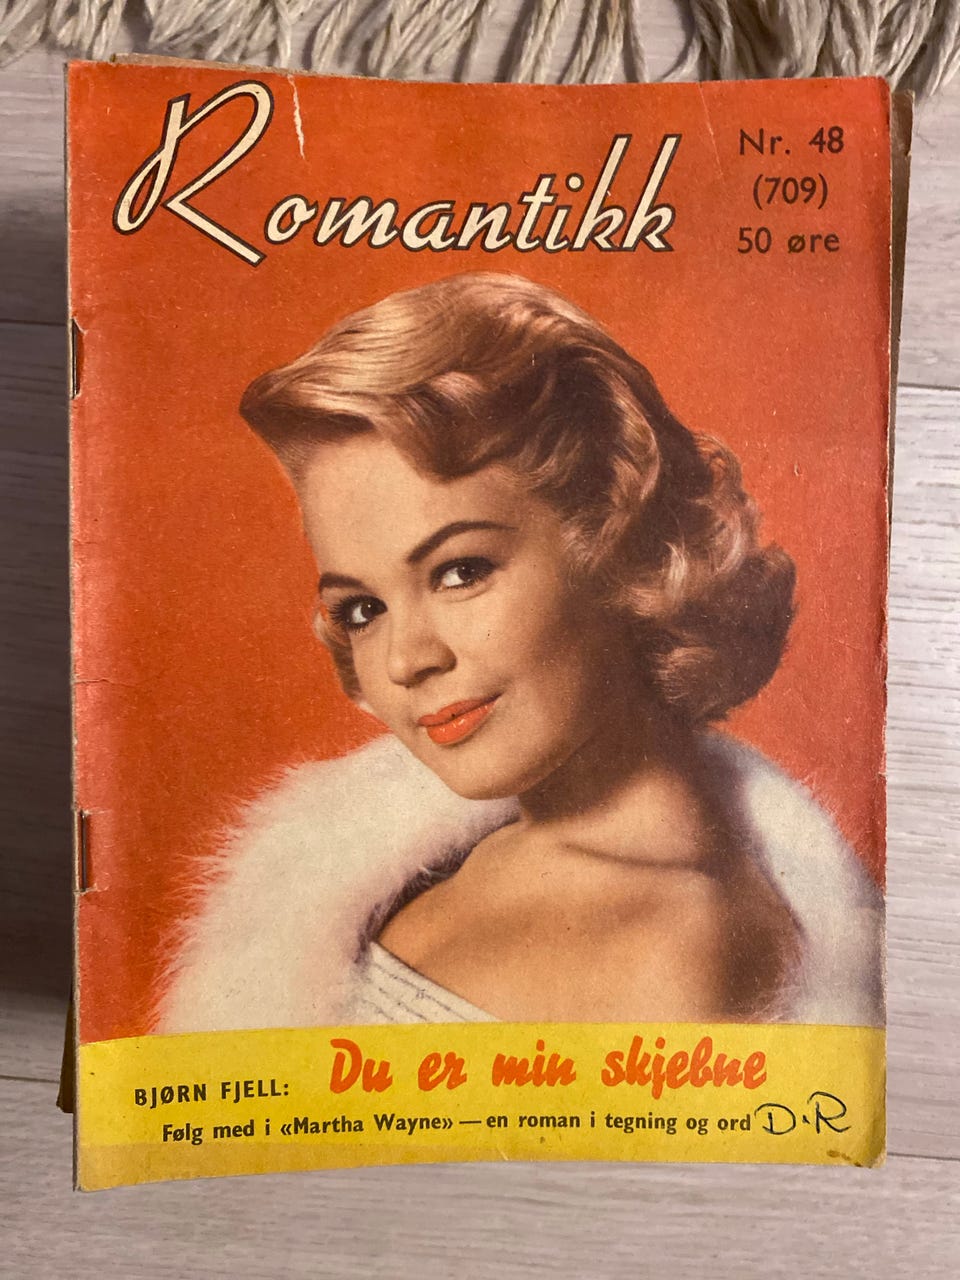 Romantikk
Nr. 48
(709)
50 øre
BJØRN FJELL: Du er min skjebne
Følg med i «Martha Wayne» — en roman i tegning og ord D.R